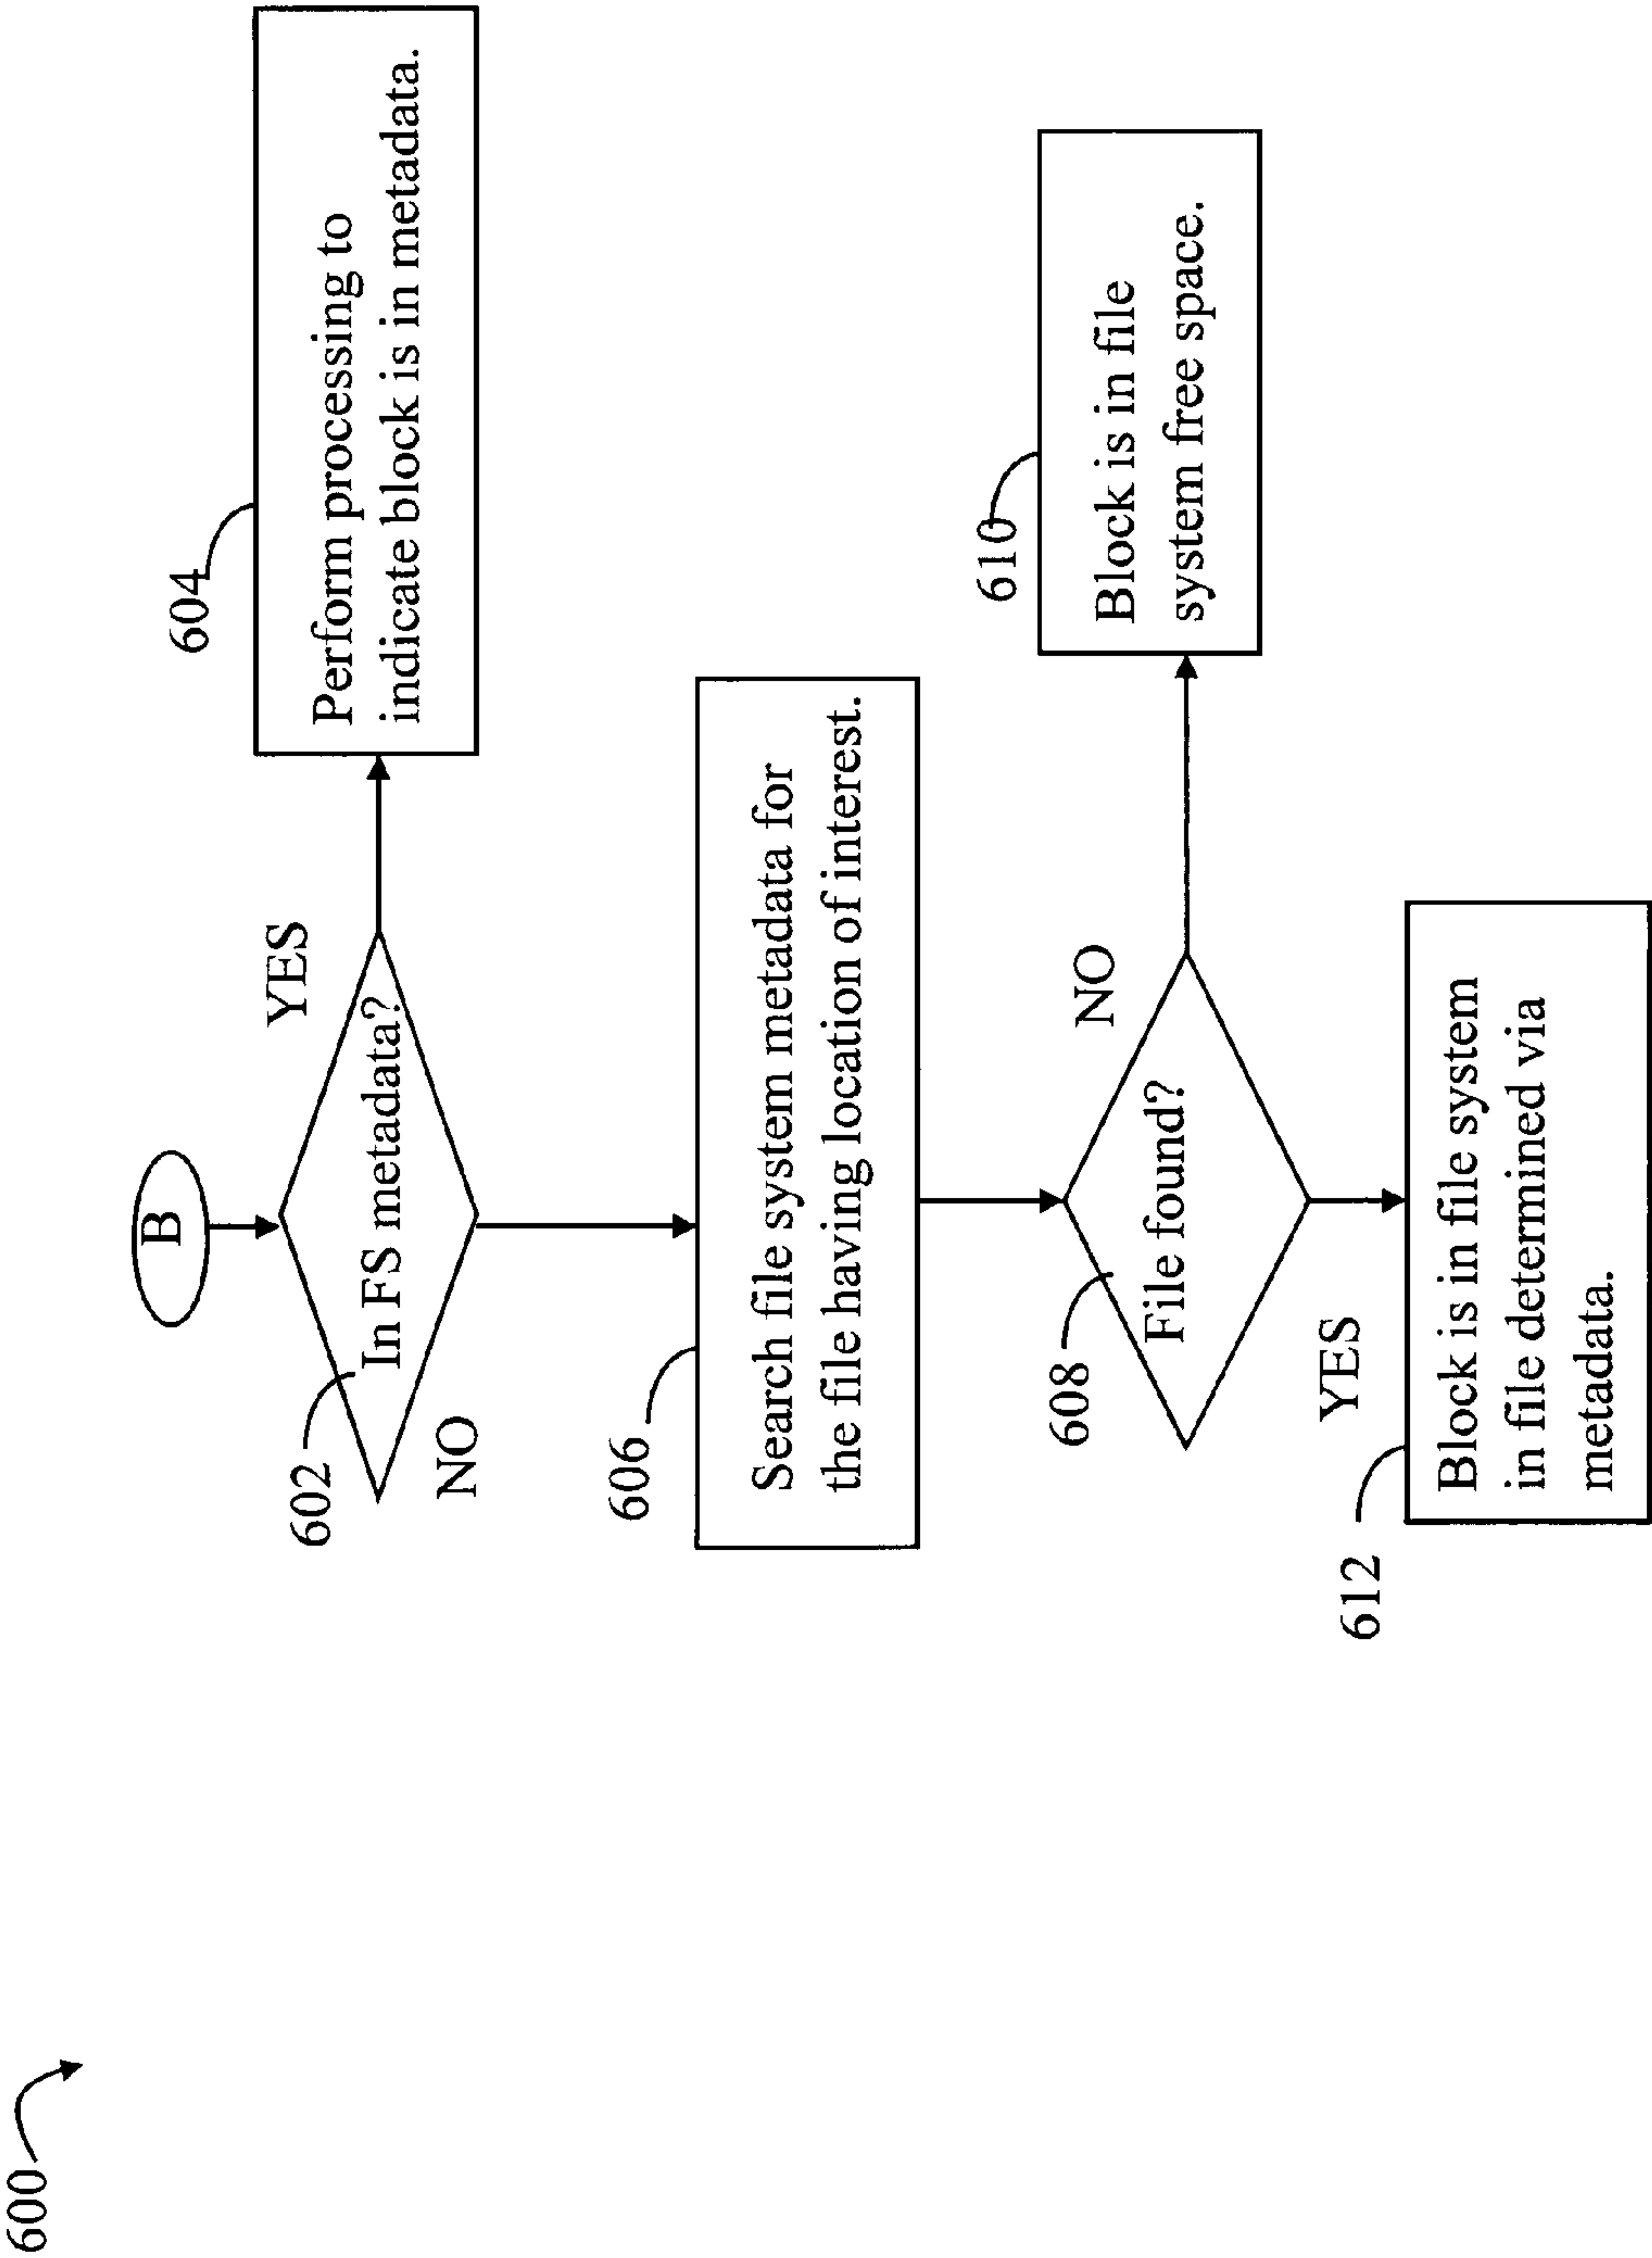 600
B
602
In FS metadata?
YES
NO
604
Perform processing to
indicate block is in metadata.
606
Search file system metadata for
the file having location of interest.
608
File found?
NO
YES
610
Block is in file
system free space.
612
Block is in file system
in file determined via
metadata.